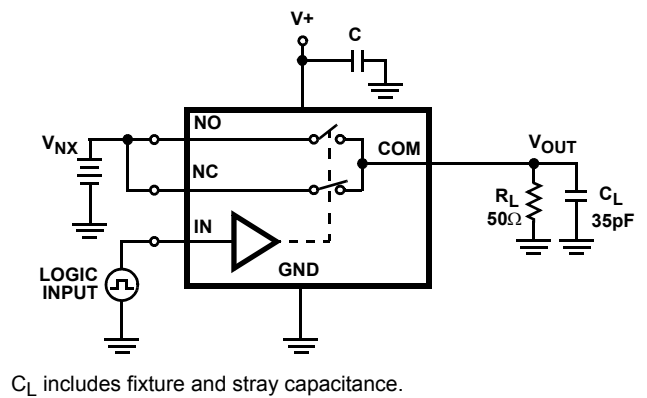 V+
C
NO
V_NX
NC
COM
V_OUT
R_L
50Ω
C_L
35pF
IN
LOGIC
INPUT
GND
C_L includes fixture and stray capacitance.